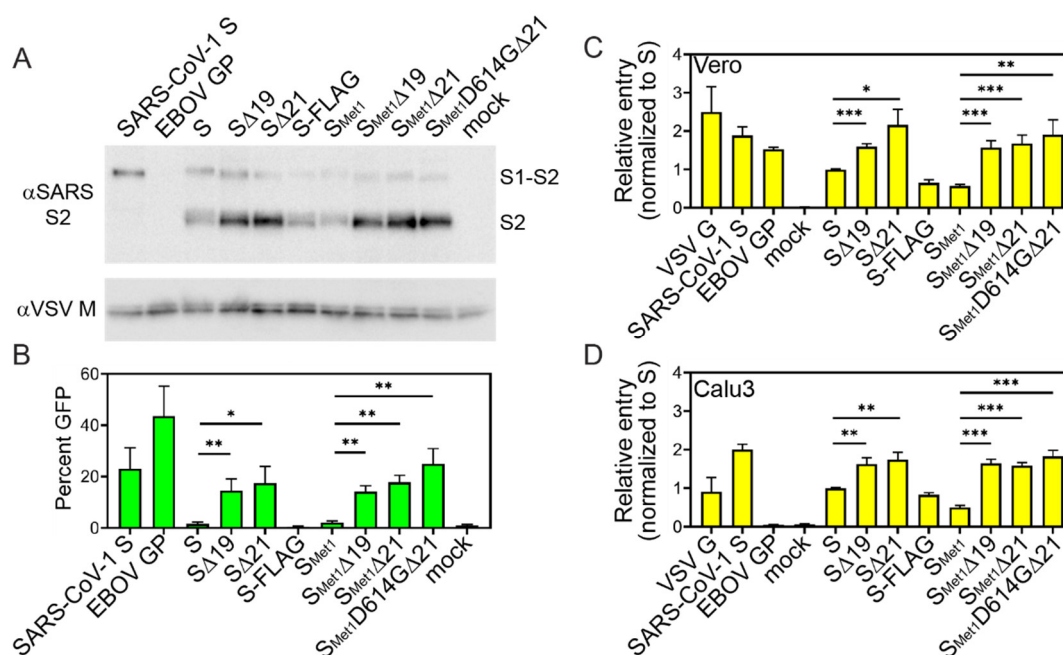 A
SARS-CoV-1 S
EBOV GP
S
SΔ19
SΔ21
S-FLAG
SMet1
SMet1Δ19
SMet1Δ21
SMet1D614GΔ21
mock
αSARS
S2
S1-S2
S2
αVSV M
B
Percent GFP
60
40
20
0
*
**
**
**
**
SARS-CoV-1 S
EBOV GP
S
SΔ19
SΔ21
S-FLAG
SMet1
SMet1Δ19
SMet1Δ21
SMet1D614GΔ21
mock
C
Relative entry
(normalized to S)
4
3
2
1
0
Vero
*
***
**
***
***
VSV G
SARS-CoV-1 S
EBOV GP
mock
S
SΔ19
SΔ21
S-FLAG
SMet1
SMet1Δ19
SMet1Δ21
SMet1D614GΔ21
D
Relative entry
(normalized to S)
4
3
2
1
0
Calu3
**
**
***
***
***
VSV G
SARS-CoV-1 S
EBOV GP
mock
S
SΔ19
SΔ21
S-FLAG
SMet1
SMet1Δ19
SMet1Δ21
SMet1D614GΔ21